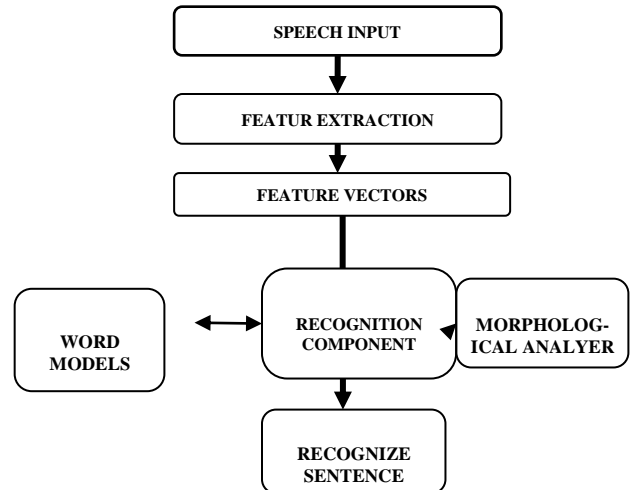 SPEECH INPUT
FEATUR EXTRACTION
FEATURE VECTORS
WORD
MODELS
RECOGNITION
COMPONENT
MORPHOLOG-
ICAL ANALYER
RECOGNIZE
SENTENCE